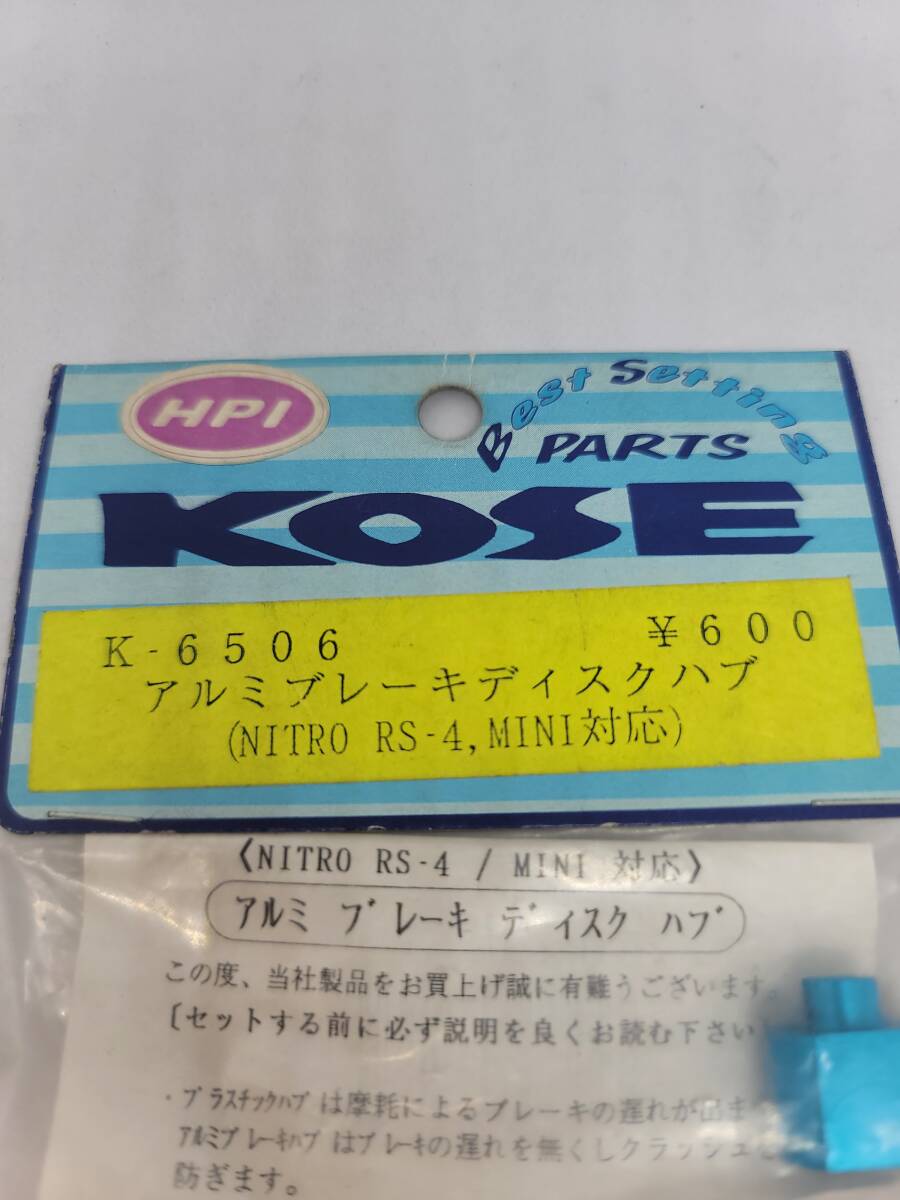 HPI
Best Setting
PARTS
KOSE
K-6506 ¥600
アルミブレーキディスクハブ
(NITRO RS-4,MINI対応)
〈NITRO RS-4 / MINI 対応〉
アルミ ブレーキ ディスク ハブ
この度、当社製品をお買上げ誠に有難うございます。
〔セットする前に必ず説明を良くお読む下さい
・プラスチックハブは摩耗によるブレーキの遅れが出ま
アルミブレーキハブはブレーキの遅れを無くしクラッシュを
防ぎます。